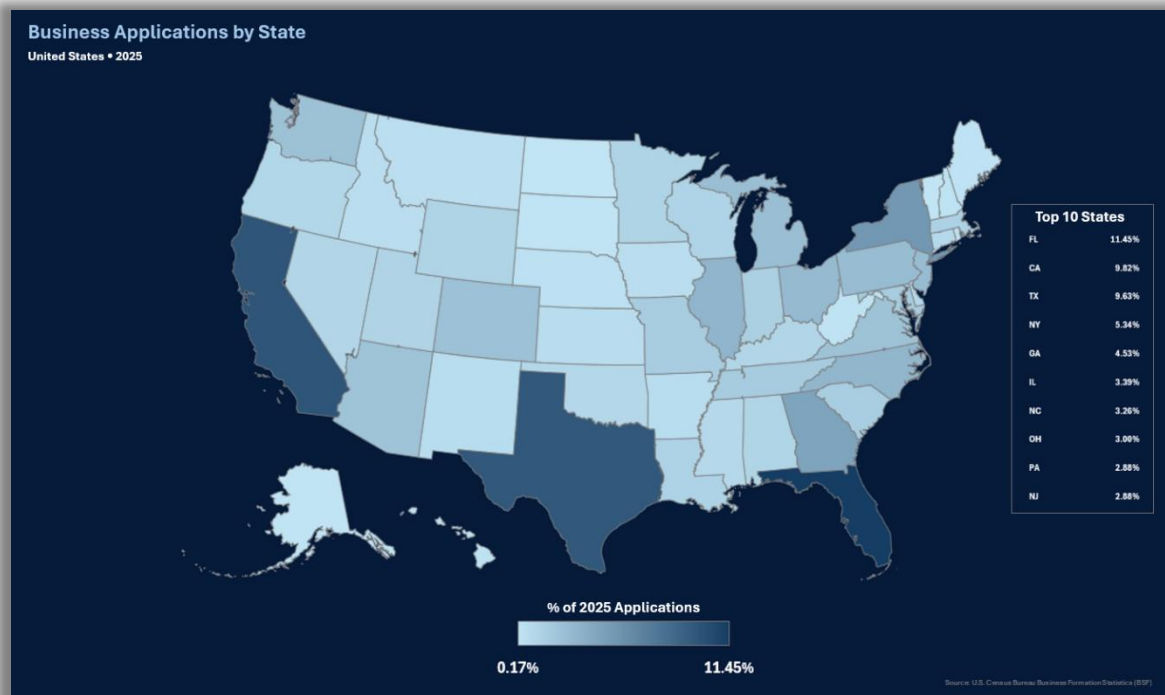 Business Applications by State
United States • 2025
Top 10 States
FL 11.45%
CA 9.82%
TX 9.63%
NY 5.34%
GA 4.53%
IL 3.39%
NC 3.26%
OH 3.00%
PA 2.88%
NJ 2.88%
% of 2025 Applications
0.17% 11.45%
Source: U.S. Census Bureau Business Formation Statistics (BSF)